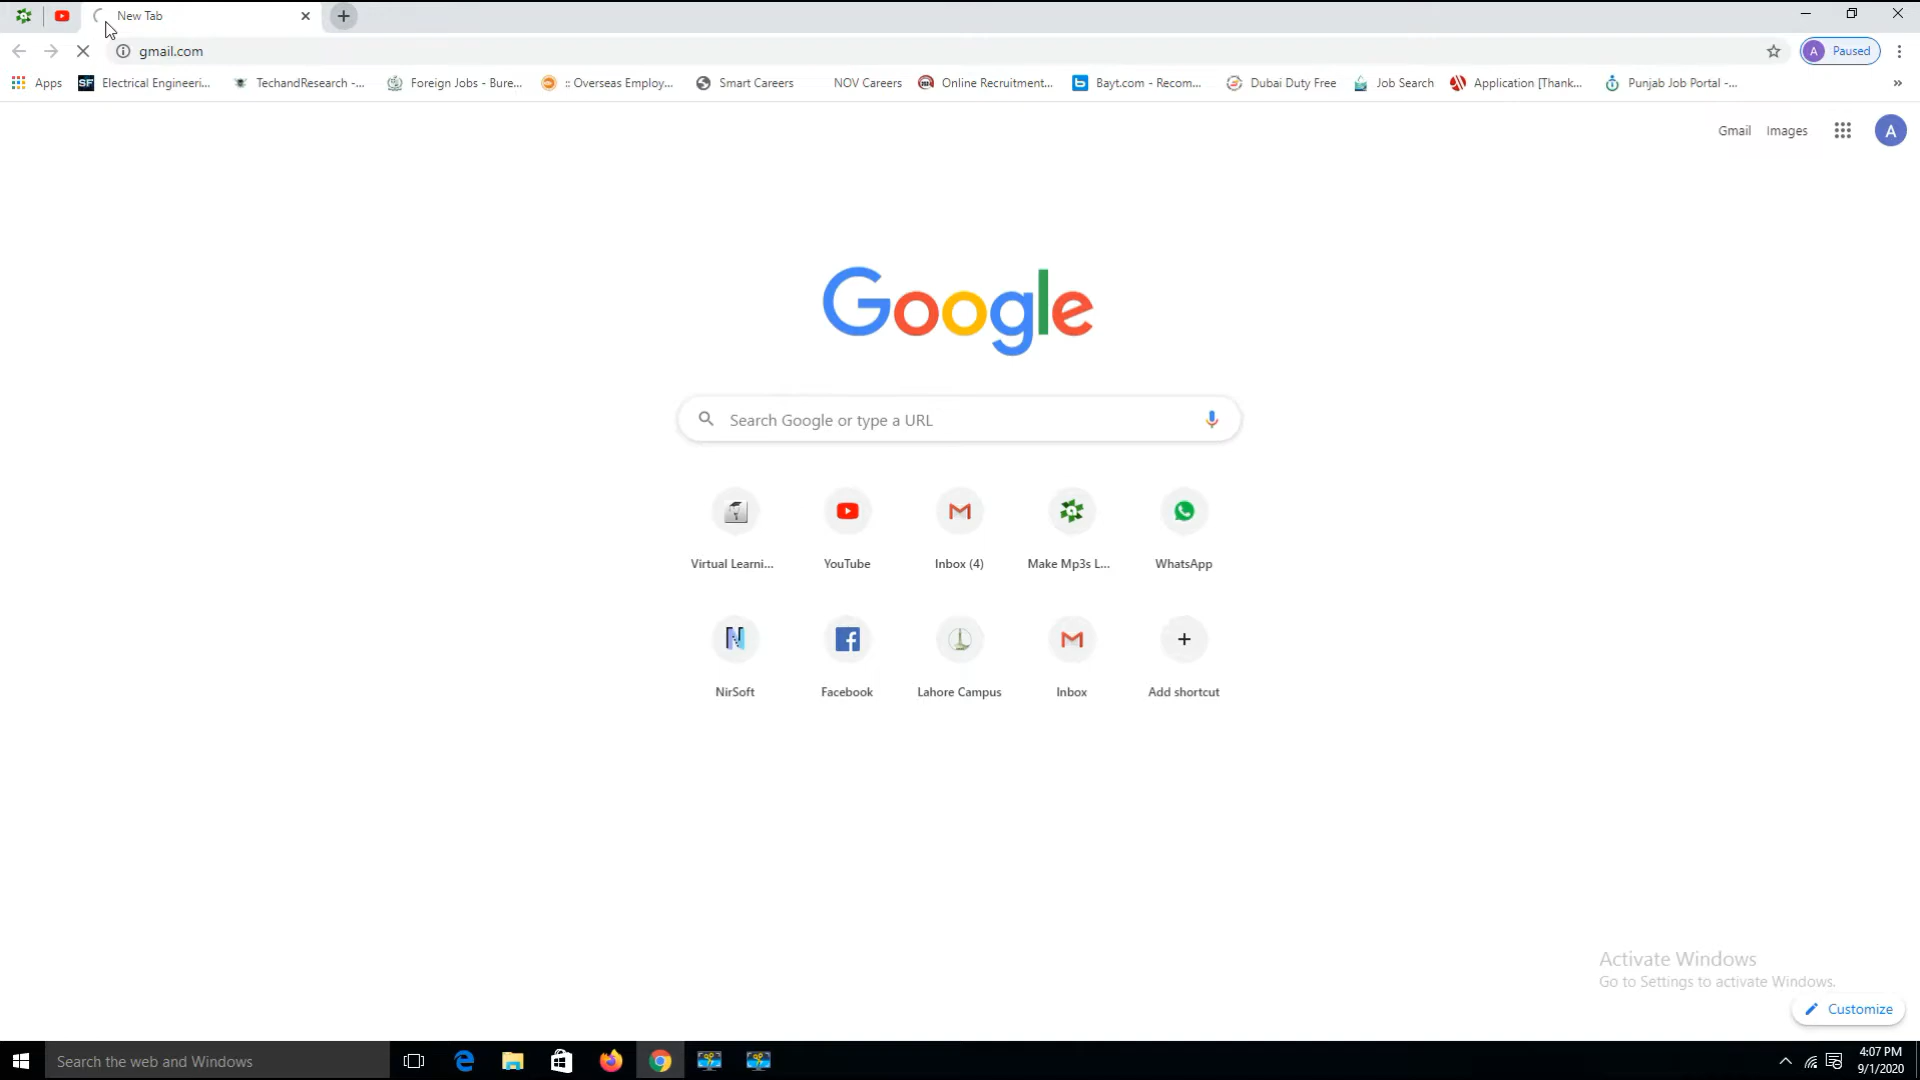 New Tab
gmail.com
A Paused
Apps SF Electrical Engineeri... TechandResearch -... Foreign Jobs - Bure... :: Overseas Employ... Smart Careers NOV Careers Online Recruitment... b Bayt.com - Recom... Dubai Duty Free Job Search Application [Thank... Punjab Job Portal -... »
Gmail Images A
Google
Search Google or type a URL
Virtual Learni... YouTube Inbox (4) Make Mp3s L... WhatsApp
NirSoft Facebook Lahore Campus Inbox Add shortcut
Activate Windows
Go to Settings to activate Windows.
Customize
Search the web and Windows
4:07 PM
9/1/2020